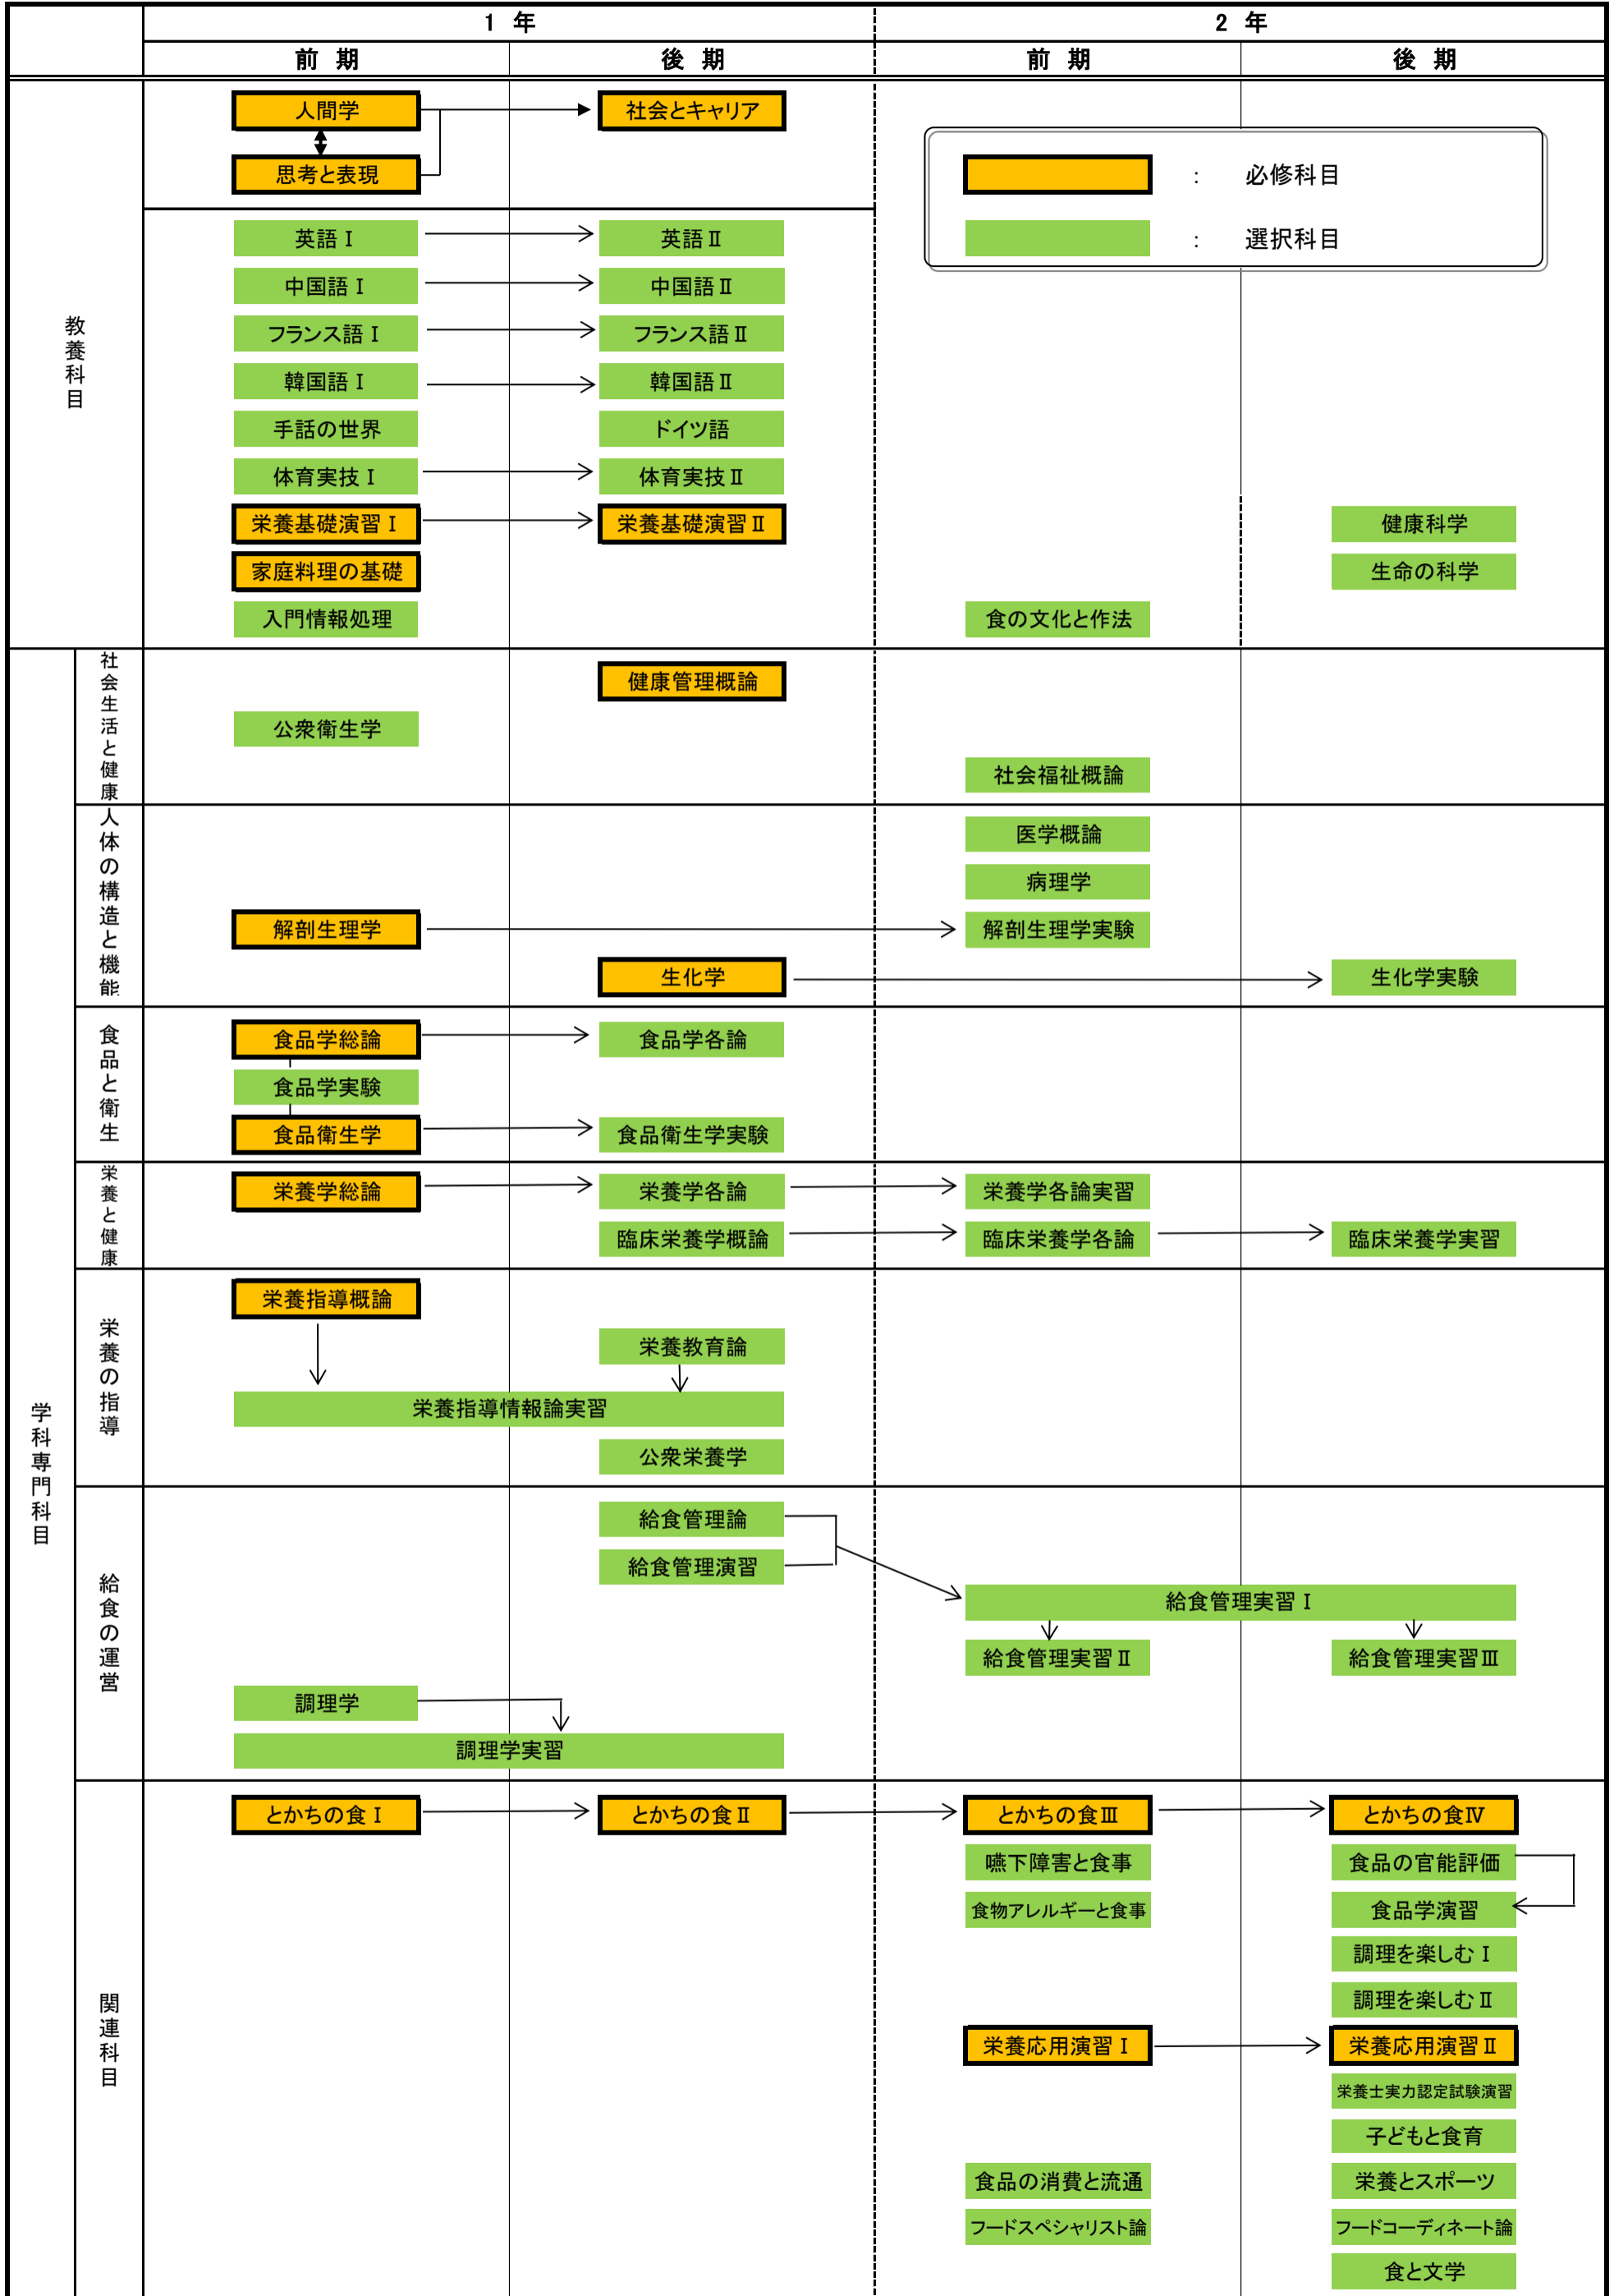 1 年
2 年
前 期
後 期
前 期
後 期
教養科目
人間学
社会とキャリア
思考と表現
: 必修科目
: 選択科目
英語Ⅰ
英語Ⅱ
中国語Ⅰ
中国語Ⅱ
フランス語Ⅰ
フランス語Ⅱ
韓国語Ⅰ
韓国語Ⅱ
手話の世界
ドイツ語
体育実技Ⅰ
体育実技Ⅱ
栄養基礎演習Ⅰ
栄養基礎演習Ⅱ
健康科学
家庭料理の基礎
生命の科学
入門情報処理
食の文化と作法
学科専門科目
社会生活と健康
健康管理概論
公衆衛生学
社会福祉概論
人体の構造と機能
医学概論
病理学
解剖生理学
解剖生理学実験
生化学
生化学実験
食品と衛生
食品学総論
食品学各論
食品学実験
食品衛生学
食品衛生学実験
栄養と健康
栄養学総論
栄養学各論
栄養学各論実習
臨床栄養学概論
臨床栄養学各論
臨床栄養学実習
栄養の指導
栄養指導概論
栄養教育論
栄養指導情報論実習
公衆栄養学
給食の運営
給食管理論
給食管理演習
給食管理実習Ⅰ
給食管理実習Ⅱ
給食管理実習Ⅲ
調理学
調理学実習
関連科目
とかちの食Ⅰ
とかちの食Ⅱ
とかちの食Ⅲ
とかちの食Ⅳ
嚥下障害と食事
食品の官能評価
食物アレルギーと食事
食品学演習
調理を楽しむⅠ
調理を楽しむⅡ
栄養応用演習Ⅰ
栄養応用演習Ⅱ
栄養士実力認定試験演習
子どもと食育
食品の消費と流通
栄養とスポーツ
フードスペシャリスト論
フードコーディネート論
食と文学